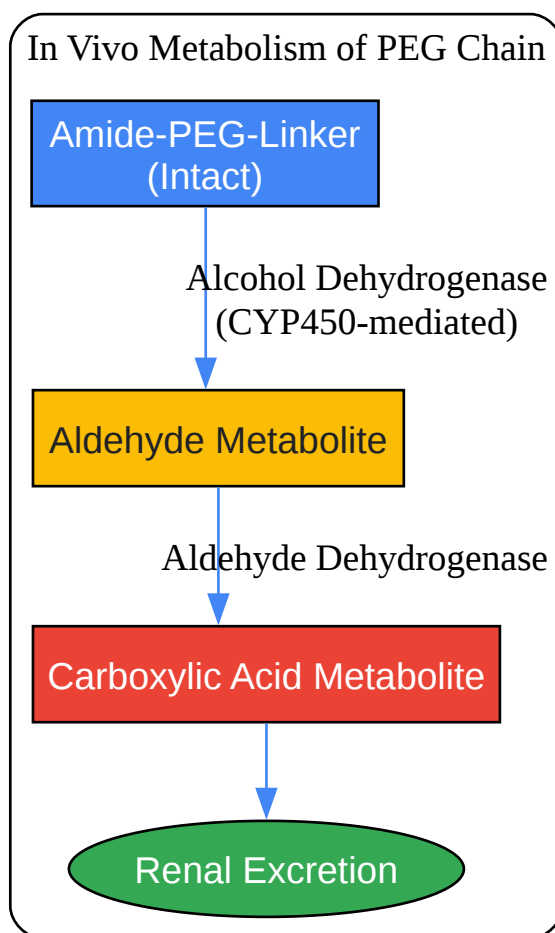 In Vivo Metabolism of PEG Chain
Amide-PEG-Linker
(Intact)
Alcohol Dehydrogenase
(CYP450-mediated)
Aldehyde Metabolite
Aldehyde Dehydrogenase
Carboxylic Acid Metabolite
Renal Excretion